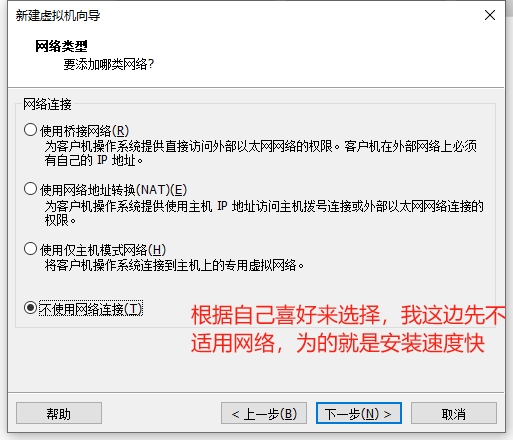 新建虚拟机向导
网络类型
要添加哪类网络?
网络连接
使用桥接网络(R)
为客户机操作系统提供直接访问外部以太网网络的权限。客户机在外部网络上必须
有自己的 IP 地址。
使用网络地址转换(NAT)(E)
为客户机操作系统提供使用主机 IP 地址访问主机拨号连接或外部以太网网络连接的
权限。
使用仅主机模式网络(H)
将客户机操作系统连接到主机上的专用虚拟网络。
不使用网络连接(T)
根据自己喜好来选择，我这边先不
适用网络，为的就是安装速度快
帮助
< 上一步(B)
下一步(N) >
取消